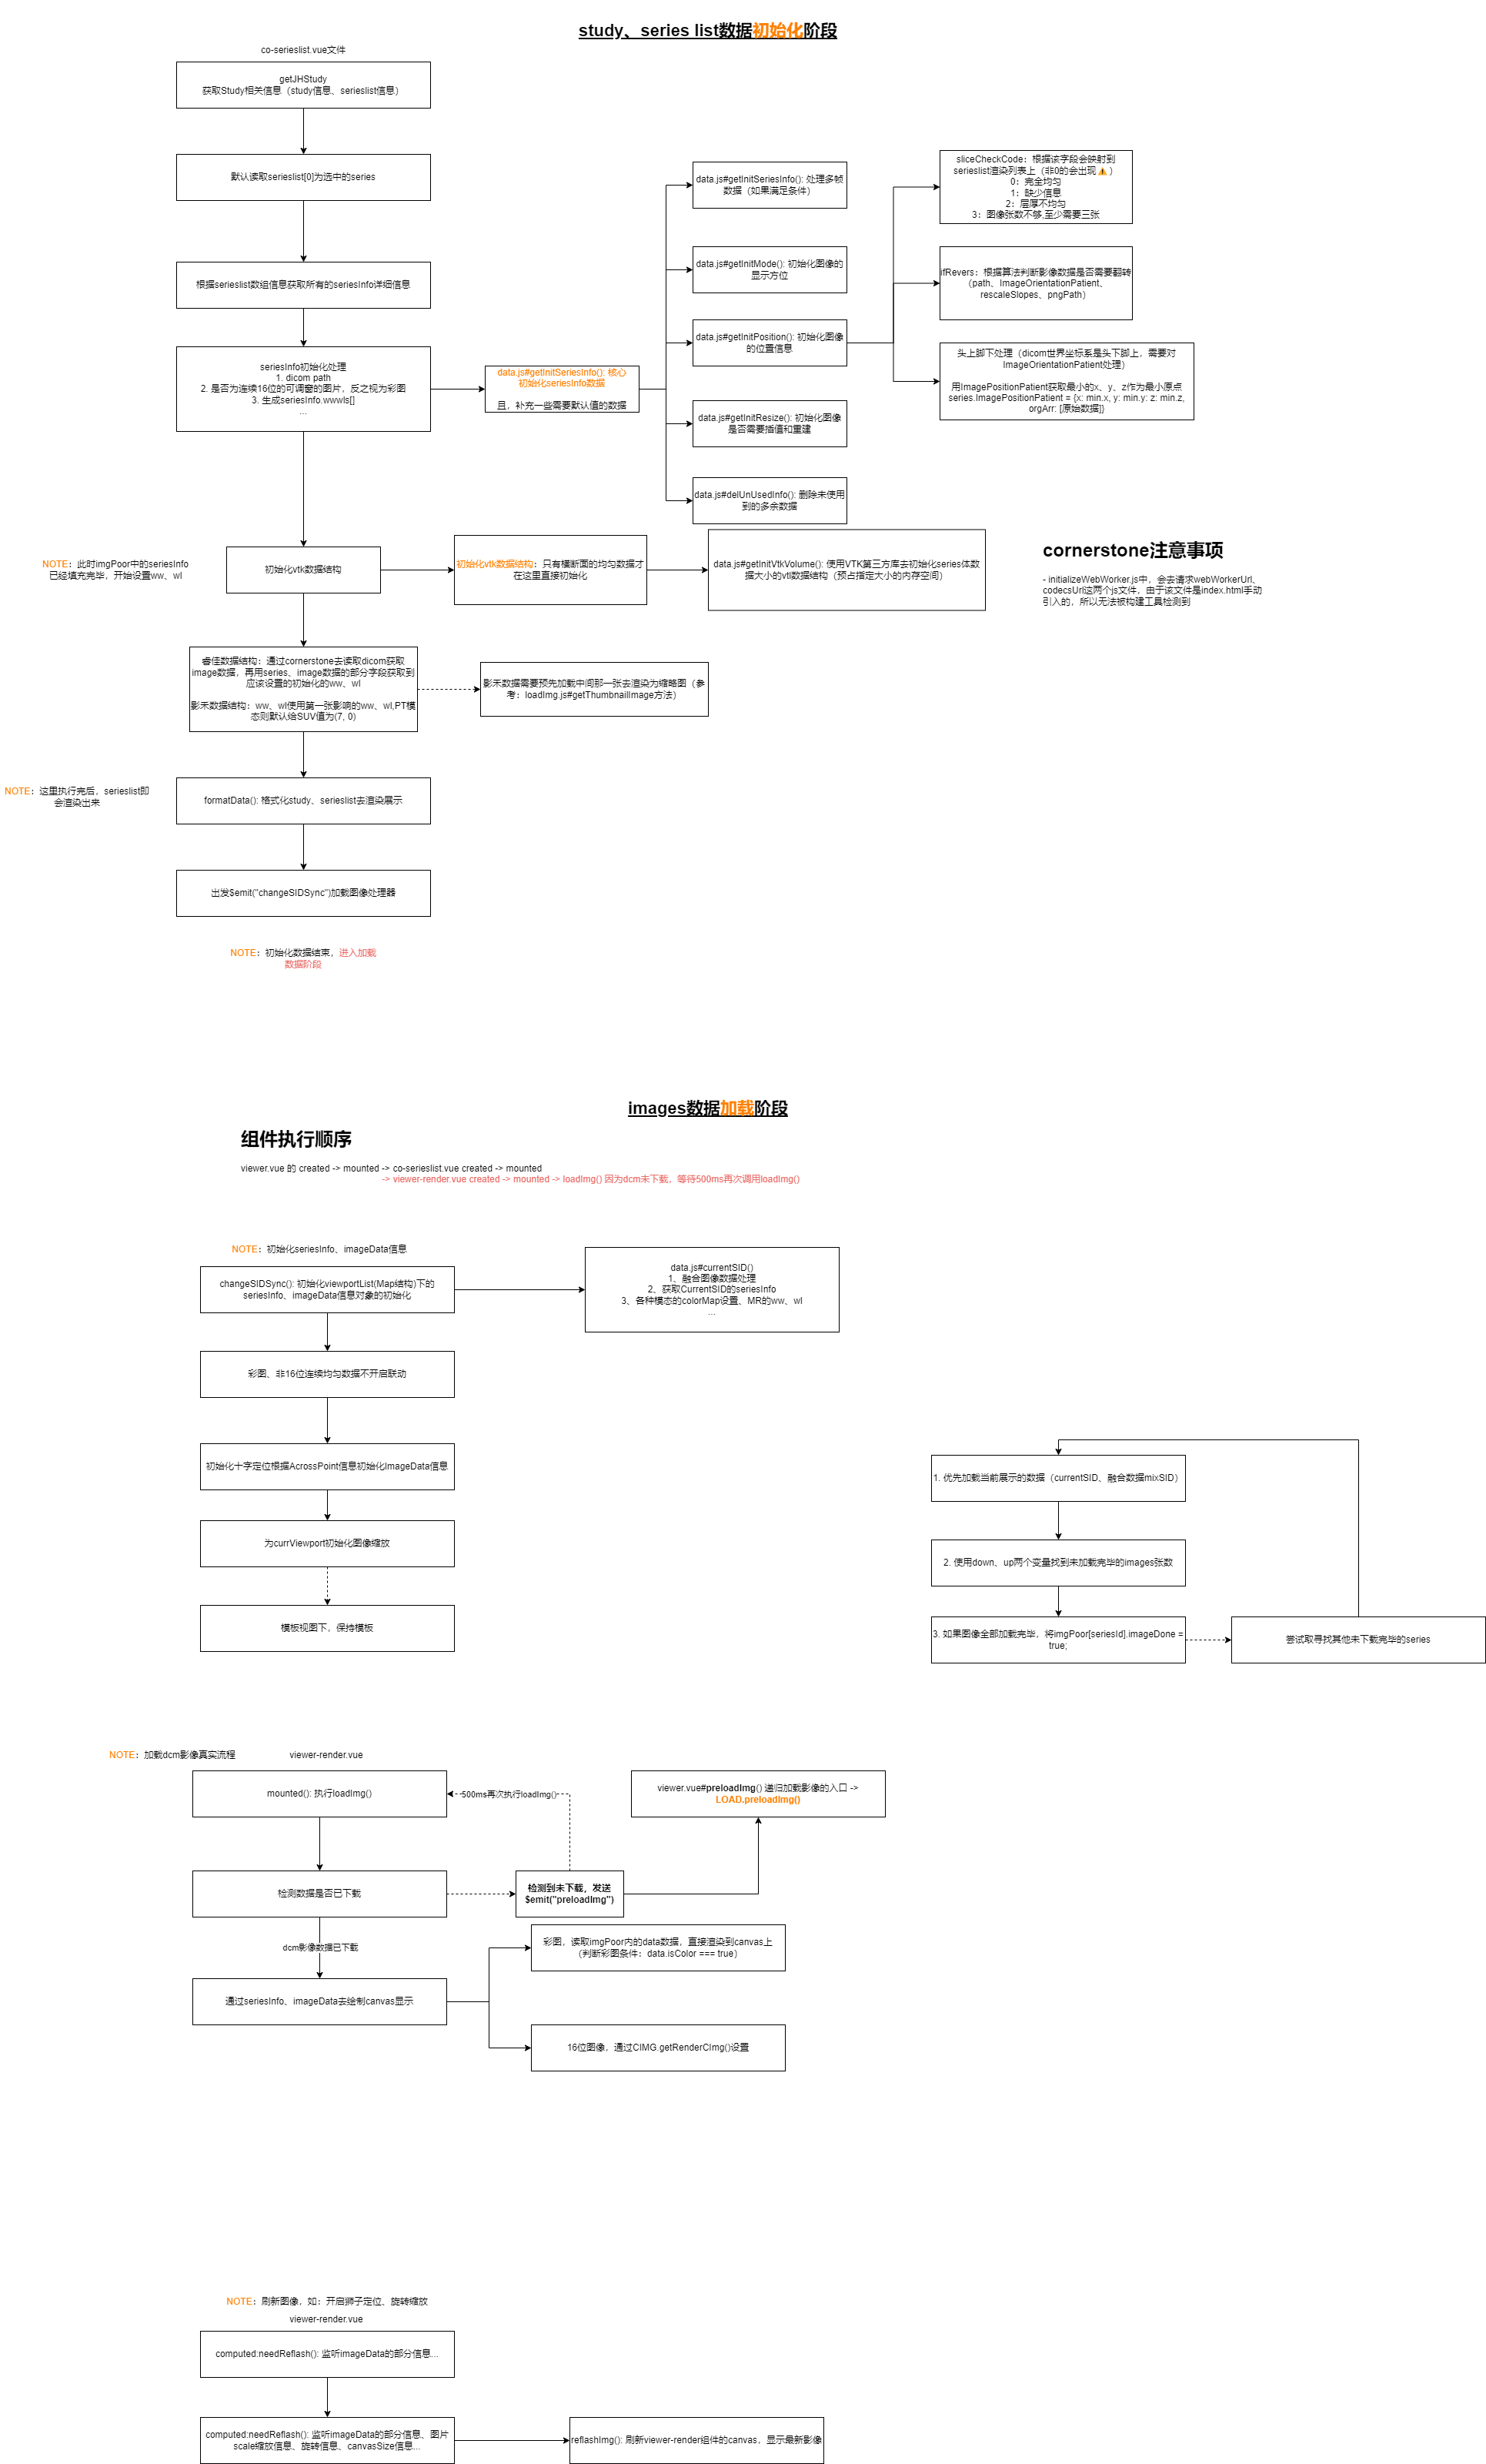 study、series list数据初始化阶段
co-serieslist.vue文件
getJHStudy
获取Study相关信息（study信息、serieslist信息）
默认读取serieslist[0]为选中的series
根据serieslist数组信息获取所有的seriesInfo详细信息
seriesInfo初始化处理
1. dicom path
2. 是否为连续16位的可调窗的图片，反之视为彩图
3. 生成seriesInfo.wwwls[]
...
data.js#getInitSeriesInfo(): 核心
初始化seriesInfo数据
且，补充一些需要默认值的数据
data.js#getInitSeriesInfo(): 处理多帧
数据（如果满足条件）
data.js#getInitMode(): 初始化图像的
显示方位
data.js#getInitPosition(): 初始化图像
的位置信息
data.js#getInitResize(): 初始化图像
是否需要插值和重建
data.js#delUnUsedInfo(): 删除未使用
到的多余数据
sliceCheckCode：根据该字段会映射到
serieslist渲染列表上（非0的会出现⚠️）
0：完全均匀
1：缺少信息
2：层厚不均匀
3：图像张数不够,至少需要三张
ifRevers：根据算法判断影像数据是否需要翻转
（path、ImageOrientationPatient、
rescaleSlopes、pngPath）
头上脚下处理（dicom世界坐标系是头下脚上，需要对
ImageOrientationPatient处理）
用ImagePositionPatient获取最小的x、y、z作为最小原点
series.ImagePositionPatient = {x: min.x, y: min.y: z: min.z,
orgArr: [原始数据]}
NOTE：此时imgPoor中的seriesInfo
已经填充完毕，开始设置ww、wl
初始化vtk数据结构
初始化vtk数据结构：只有横断面的均匀数据才
在这里直接初始化
data.js#getInitVtkVolume(): 使用VTK第三方库去初始化series体数
据大小的vtl数据结构（预占指定大小的内存空间）
cornerstone注意事项
- initializeWebWorker.js中，会去请求webWorkerUrl、
codecsUrl这两个js文件，由于该文件是index.html手动
引入的，所以无法被构建工具检测到
睿佳数据结构：通过cornerstone去读取dicom获取
image数据，再用series、image数据的部分字段获取到
应该设置的初始化的ww、wl
影禾数据结构：ww、wl使用第一张影响的ww、wl,PT模
态则默认给SUV值为(7, 0)
影禾数据需要预先加载中间那一张去渲染为缩略图（参
考：loadImg.js#getThumbnailImage方法）
NOTE：这里执行完后，serieslist即
会渲染出来
formatData(): 格式化study、serieslist去渲染展示
出发$emit("changeSIDSync")加载图像处理器
NOTE：初始化数据结束，进入加载
数据阶段
images数据加载阶段
组件执行顺序
viewer.vue 的 created -> mounted -> co-serieslist.vue created -> mounted
-> viewer-render.vue created -> mounted -> loadImg() 因为dcm未下载，等待500ms再次调用loadImg()
NOTE：初始化seriesInfo、imageData信息
changeSIDSync(): 初始化viewportList(Map结构)下的
seriesInfo、imageData信息对象的初始化
data.js#currentSID()
1、融合图像数据处理
2、获取CurrentSID的seriesInfo
3、各种模态的colorMap设置、MR的ww、wl
...
彩图、非16位连续均匀数据不开启联动
初始化十字定位根据AcrossPoint信息初始化ImageData信息
为currViewport初始化图像缩放
模板视图下，保持模板
1. 优先加载当前展示的数据（currentSID、融合数据mixSID）
2. 使用down、up两个变量找到未加载完毕的images张数
3. 如果图像全部加载完毕，将imgPoor[seriesId].imageDone =
true;
尝试取寻找其他未下载完毕的series
NOTE：加载dcm影像真实流程
viewer-render.vue
mounted(): 执行loadImg()
500ms再次执行loadImg()
viewer.vue#preloadImg() 递归加载影像的入口 ->
LOAD.preloadImg()
检测数据是否已下载
检测到未下载，发送
$emit("preloadImg")
dcm影像数据已下载
彩图，读取imgPoor内的data数据，直接渲染到canvas上
（判断彩图条件：data.isColor === true）
通过seriesInfo、imageData去绘制canvas显示
16位图像，通过CIMG.getRenderCImg()设置
NOTE：刷新图像，如：开启狮子定位、旋转缩放
viewer-render.vue
computed:needReflash(): 监听imageData的部分信息...
computed:needReflash(): 监听imageData的部分信息、图片
scale缩放信息、旋转信息、canvasSize信息...
reflashImg(): 刷新viewer-render组件的canvas，显示最新影像